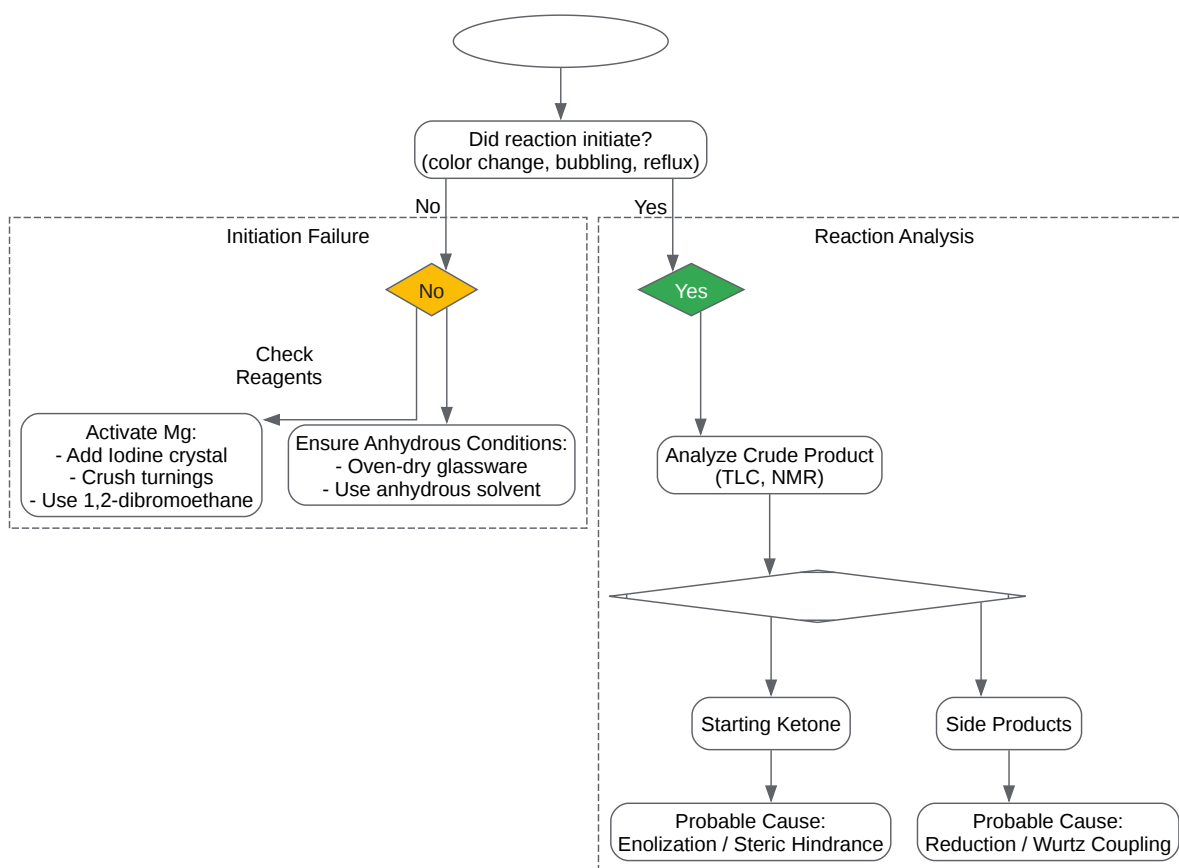 Did reaction initiate?
(color change, bubbling, reflux)
No
Yes
Initiation Failure
Reaction Analysis
No
Yes
Check
Reagents
Activate Mg:
- Add Iodine crystal
- Crush turnings
- Use 1,2-dibromoethane
Ensure Anhydrous Conditions:
- Oven-dry glassware
- Use anhydrous solvent
Analyze Crude Product
(TLC, NMR)
Starting Ketone
Side Products
Probable Cause:
Enolization / Steric Hindrance
Probable Cause:
Reduction / Wurtz Coupling